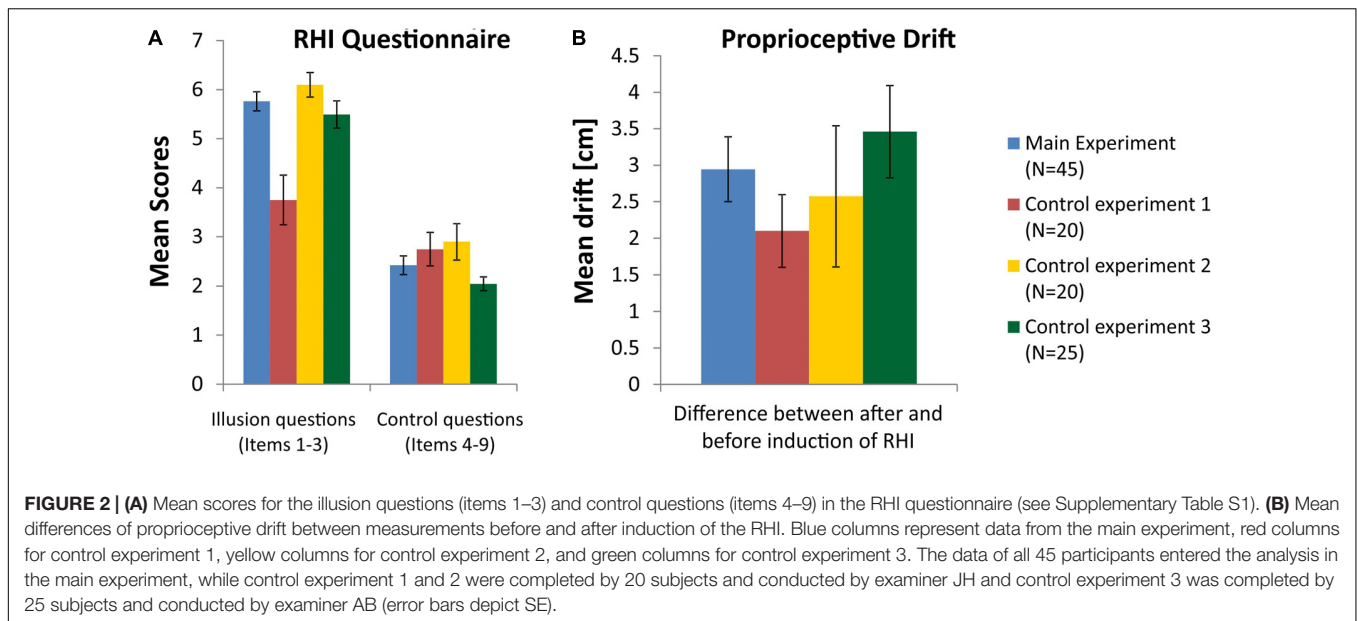 A
RHI Questionnaire
7
6
5
4
3
2
1
0
Mean Scores
Illusion questions
(Items 1-3)
Control questions
(Items 4-9)
B
Proprioceptive Drift
4.5
4
3.5
3
2.5
2
1.5
1
0.5
0
Mean drift [cm]
Difference between after and
before induction of RHI
Main Experiment
(N=45)
Control experiment 1
(N=20)
Control experiment 2
(N=20)
Control experiment 3
(N=25)
FIGURE 2 | (A) Mean scores for the illusion questions (items 1–3) and control questions (items 4–9) in the RHI questionnaire (see Supplementary Table S1). (B) Mean
differences of proprioceptive drift between measurements before and after induction of the RHI. Blue columns represent data from the main experiment, red columns
for control experiment 1, yellow columns for control experiment 2, and green columns for control experiment 3. The data of all 45 participants entered the analysis in
the main experiment, while control experiment 1 and 2 were completed by 20 subjects and conducted by examiner JH and control experiment 3 was completed by
25 subjects and conducted by examiner AB (error bars depict SE).